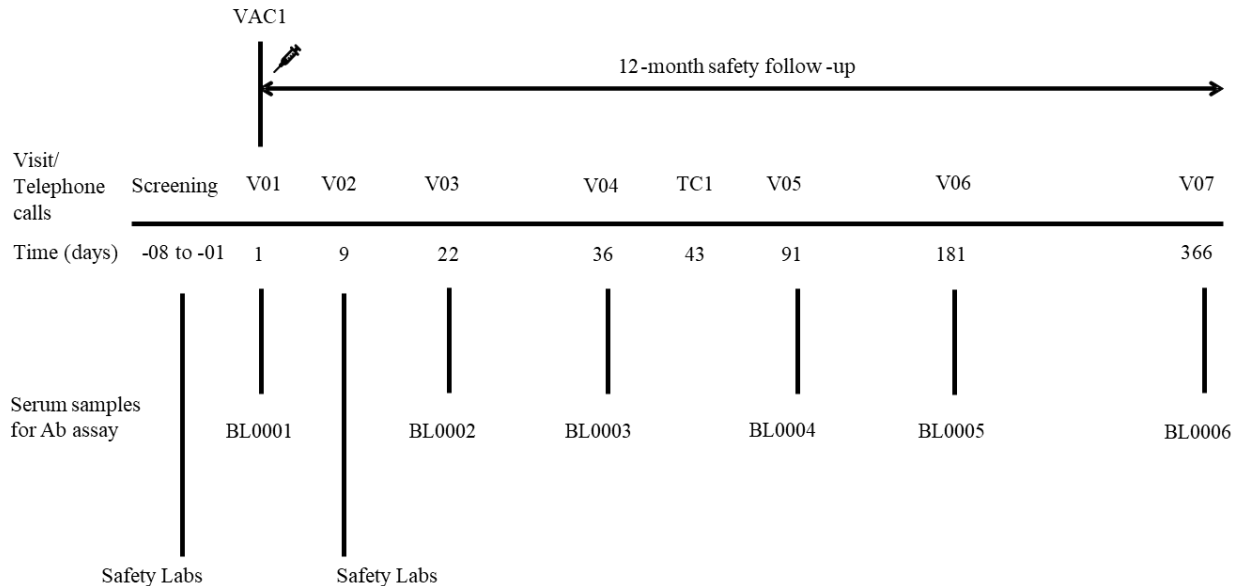 VAC1
12-month safety follow -up
Visit/
Telephone
calls
Screening V01 V02 V03 V04 TC1 V05 V06 V07
Time (days) -08 to -01 1 9 22 36 43 91 181 366
Serum samples
for Ab assay
BL0001 BL0002 BL0003 BL0004 BL0005 BL0006
Safety Labs Safety Labs